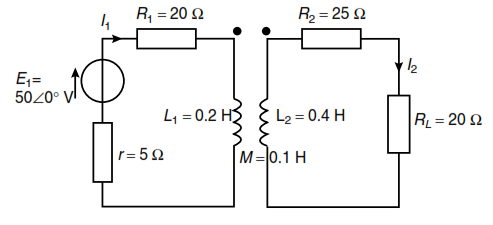 I₁
R₁ = 20 Ω
R₂ = 25 Ω
I₂
E₁=
50∠0° V
L₁ = 0.2 H
L₂ = 0.4 H
R_L = 20 Ω
r = 5 Ω
M = 0.1 H